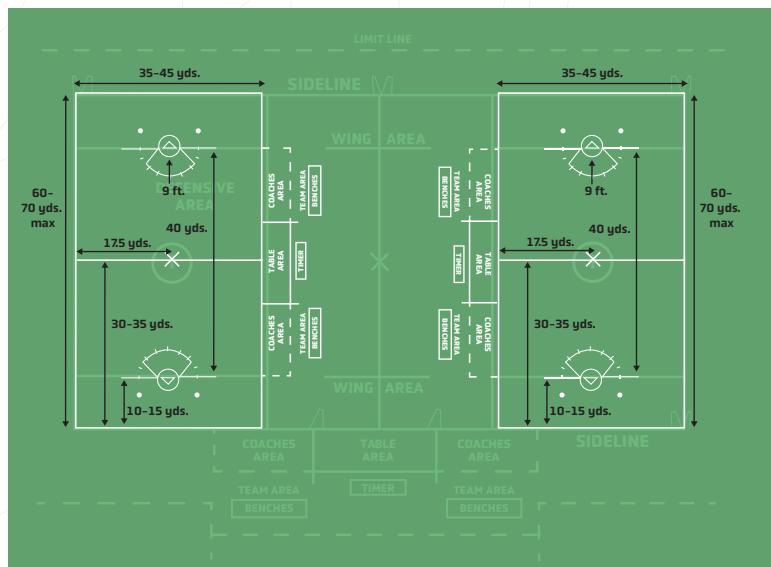 LIMIT LINE
35–45 yds.
35–45 yds.
SIDELINE
WING AREA
60–
70 yds.
max
9 ft.
DEFENSIVE
AREA
40 yds.
17.5 yds.
30–35 yds.
10–15 yds.
COACHES
AREA
TEAM AREA
BENCHES
TABLE
AREA
TIMER
COACHES
AREA
TEAM AREA
BENCHES
BENCHES
TEAM AREA
COACHES
AREA
TIMER
TABLE
AREA
BENCHES
TEAM AREA
COACHES
AREA
9 ft.
40 yds.
17.5 yds.
30–35 yds.
10–15 yds.
60–
70 yds.
max
WING AREA
SIDELINE
COACHES
AREA
TABLE
AREA
COACHES
AREA
TEAM AREA
TIMER
TEAM AREA
BENCHES
BENCHES